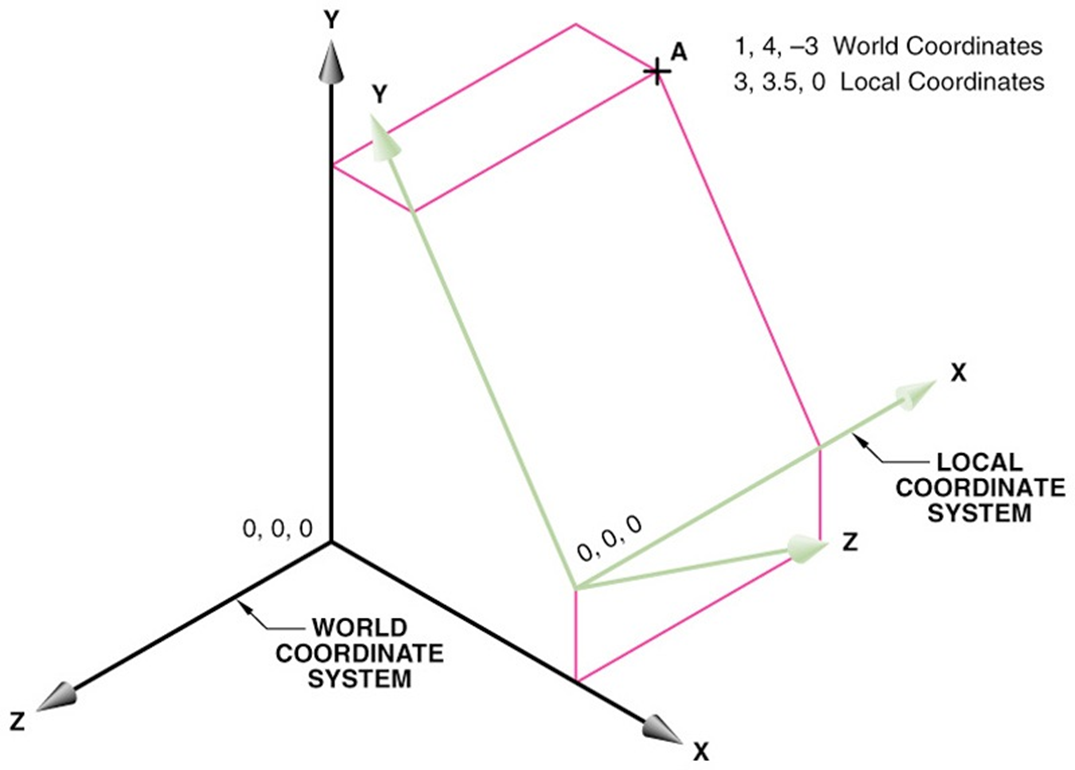 Y
A
1, 4, –3 World Coordinates
3, 3.5, 0 Local Coordinates
Y
X
LOCAL
COORDINATE
SYSTEM
0, 0, 0
0, 0, 0
Z
WORLD
COORDINATE
SYSTEM
Z
X